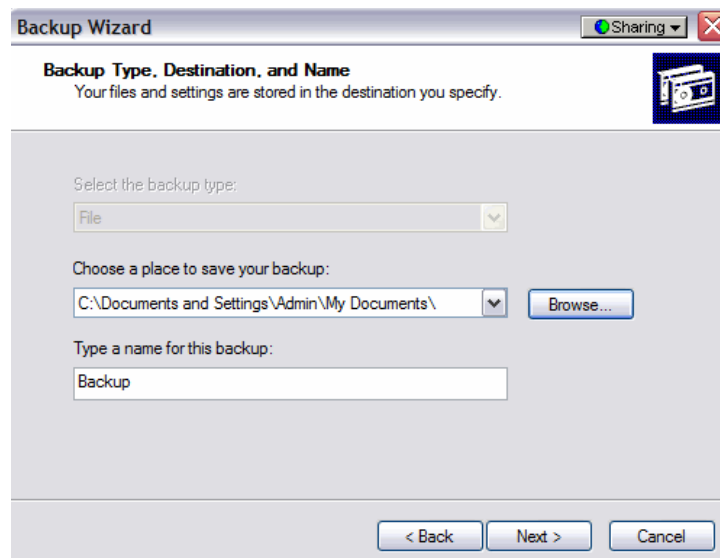 Backup Wizard
Sharing
Backup Type, Destination, and Name
Your files and settings are stored in the destination you specify.
Select the backup type:
File
Choose a place to save your backup:
C:\Documents and Settings\Admin\My Documents\
Browse...
Type a name for this backup:
Backup
< Back
Next >
Cancel